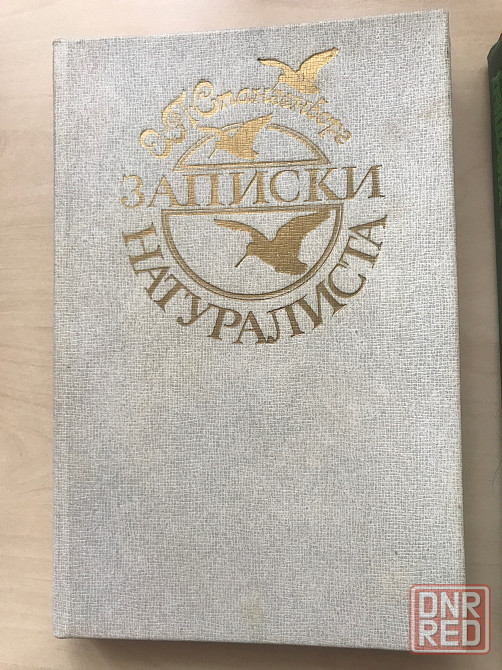 Е. П. Спангенберг
ЗАПИСКИ
НАТУРАЛИСТА
DNR
RED